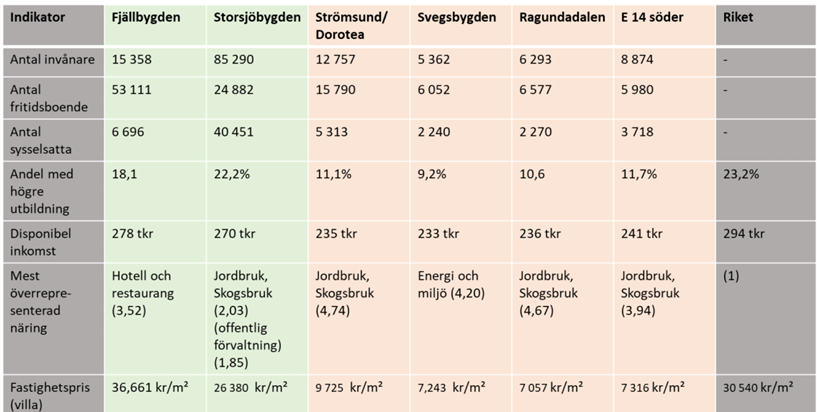 Indikator Fjällbygden Storsjöbygden Strömsund/ Dorotea Svegsbygden Ragundadalen E 14 söder Riket
Antal invånare 15 358 85 290 12 757 5 362 6 293 8 874 -
Antal fritidsboende 53 111 24 882 15 790 6 052 6 577 5 980 -
Antal sysselsatta 6 696 40 451 5 313 2 240 2 270 3 718 -
Andel med högre utbildning 18,1 22,2% 11,1% 9,2% 10,6 11,7% 23,2%
Disponibel inkomst 278 tkr 270 tkr 235 tkr 233 tkr 236 tkr 241 tkr 294 tkr
Mest överrepre- senterad näring Hotell och restaurang (3,52) Jordbruk, Skogsbruk (2,03) (offentlig förvaltning) (1,85) Jordbruk, Skogsbruk (4,74) Energi och miljö (4,20) Jordbruk, Skogsbruk (4,67) Jordbruk, Skogsbruk (3,94) (1)
Fastighetspris (villa) 36,661 kr/m² 26 380 kr/m² 9 725 kr/m² 7,243 kr/m² 7 057 kr/m² 7 316 kr/m² 30 540 kr/m²